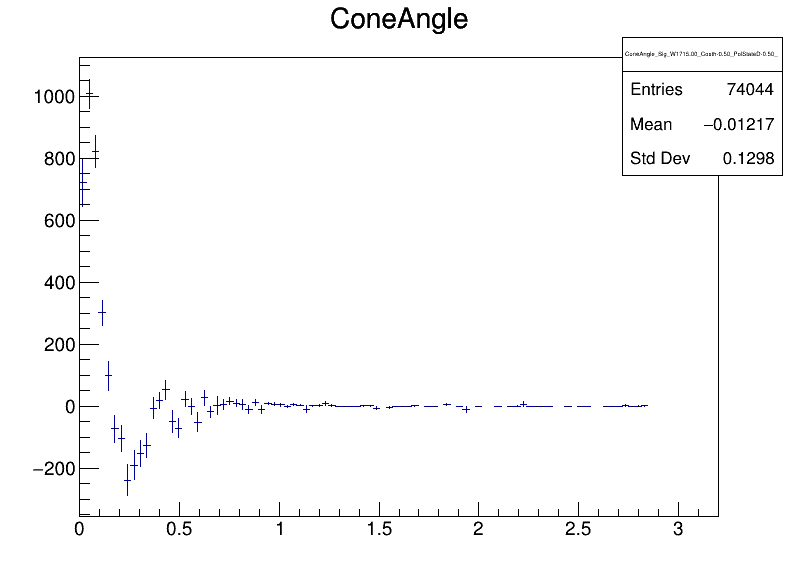 ConeAngle
ConeAngle_Sig_W1715.00_Costh-0.50_PolStateD-0.50_
Entries 74044
Mean −0.01217
Std Dev 0.1298
1000
800
600
400
200
0
−200
0 0.5 1 1.5 2 2.5 3